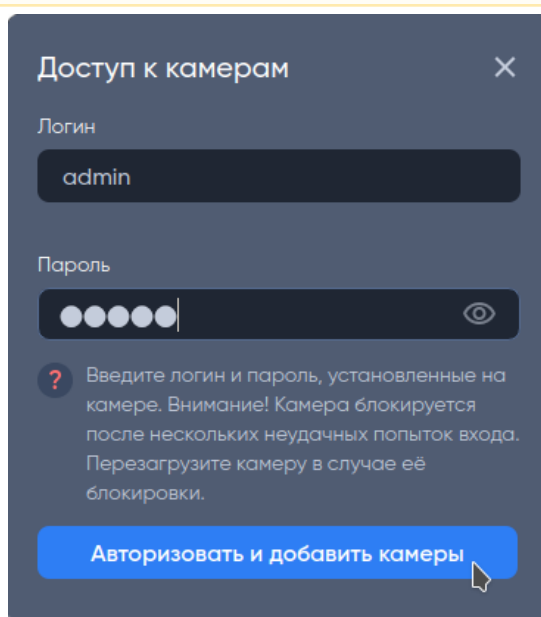 Доступ к камерам
Логин
admin
Пароль
●●●●●
? Введите логин и пароль, установленные на
камере. Внимание! Камера блокируется
после нескольких неудачных попыток входа.
Перезагрузите камеру в случае её
блокировки.
Авторизовать и добавить камеры